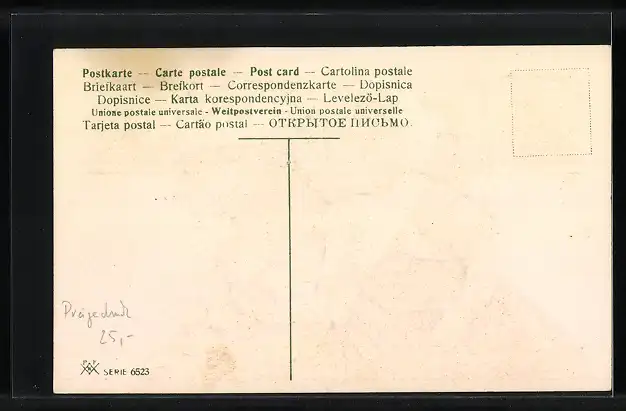 Postkarte — Carte postale — Post card — Cartolina postale
Briefkaart — Brefkort — Correspondenzkarte — Dopisnica
Dopisnice — Karta korespondencyjna — Levelező-Lap
Unione postale universale - Weltpostverein - Union postale universelle
Tarjeta postal — Cartão postal — ОТКРЫТОЕ ПИСЬМО.
Prägedruck
25,-
SERIE 6523